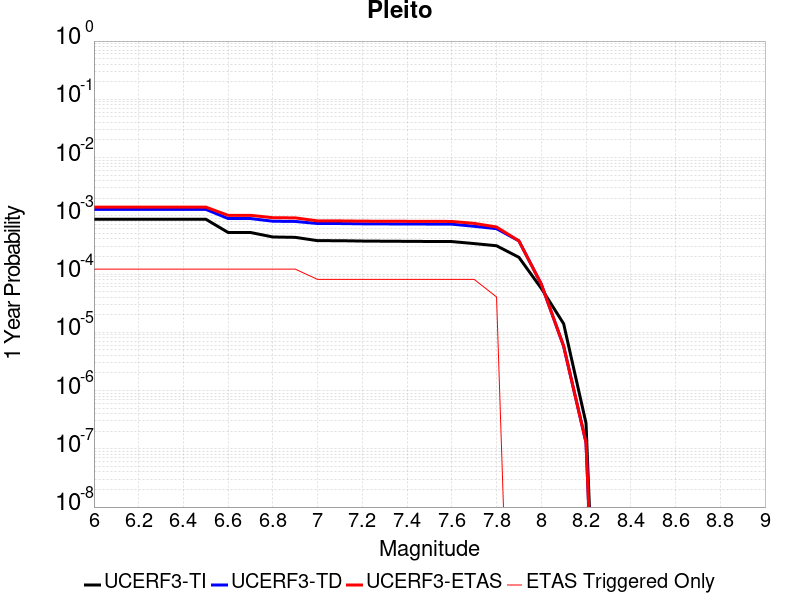 Pleito
10^0
10^-1
10^-2
10^-3
10^-4
10^-5
10^-6
10^-7
10^-8
1 Year Probability
6 6.2 6.4 6.6 6.8 7 7.2 7.4 7.6 7.8 8 8.2 8.4 8.6 8.8 9
Magnitude
UCERF3-TI UCERF3-TD UCERF3-ETAS ETAS Triggered Only